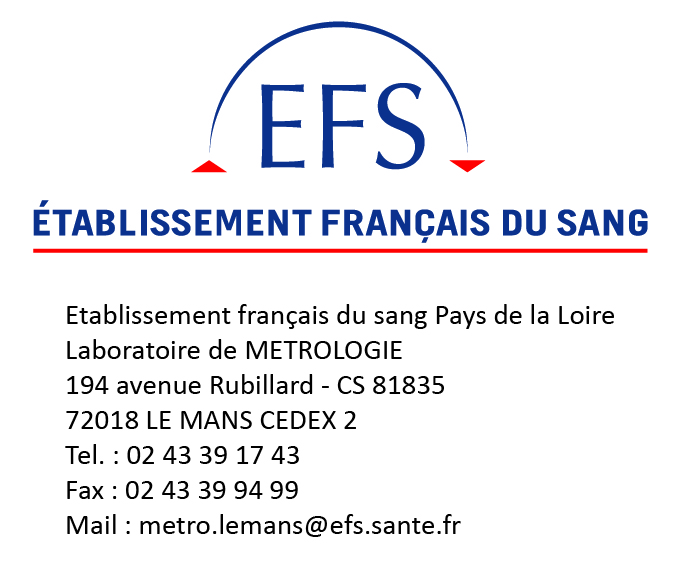 EFS
ÉTABLISSEMENT FRANÇAIS DU SANG
Etablissement français du sang Pays de la Loire
Laboratoire de METROLOGIE
194 avenue Rubillard - CS 81835
72018 LE MANS CEDEX 2
Tel. : 02 43 39 17 43
Fax : 02 43 39 94 99
Mail : metro.lemans@efs.sante.fr